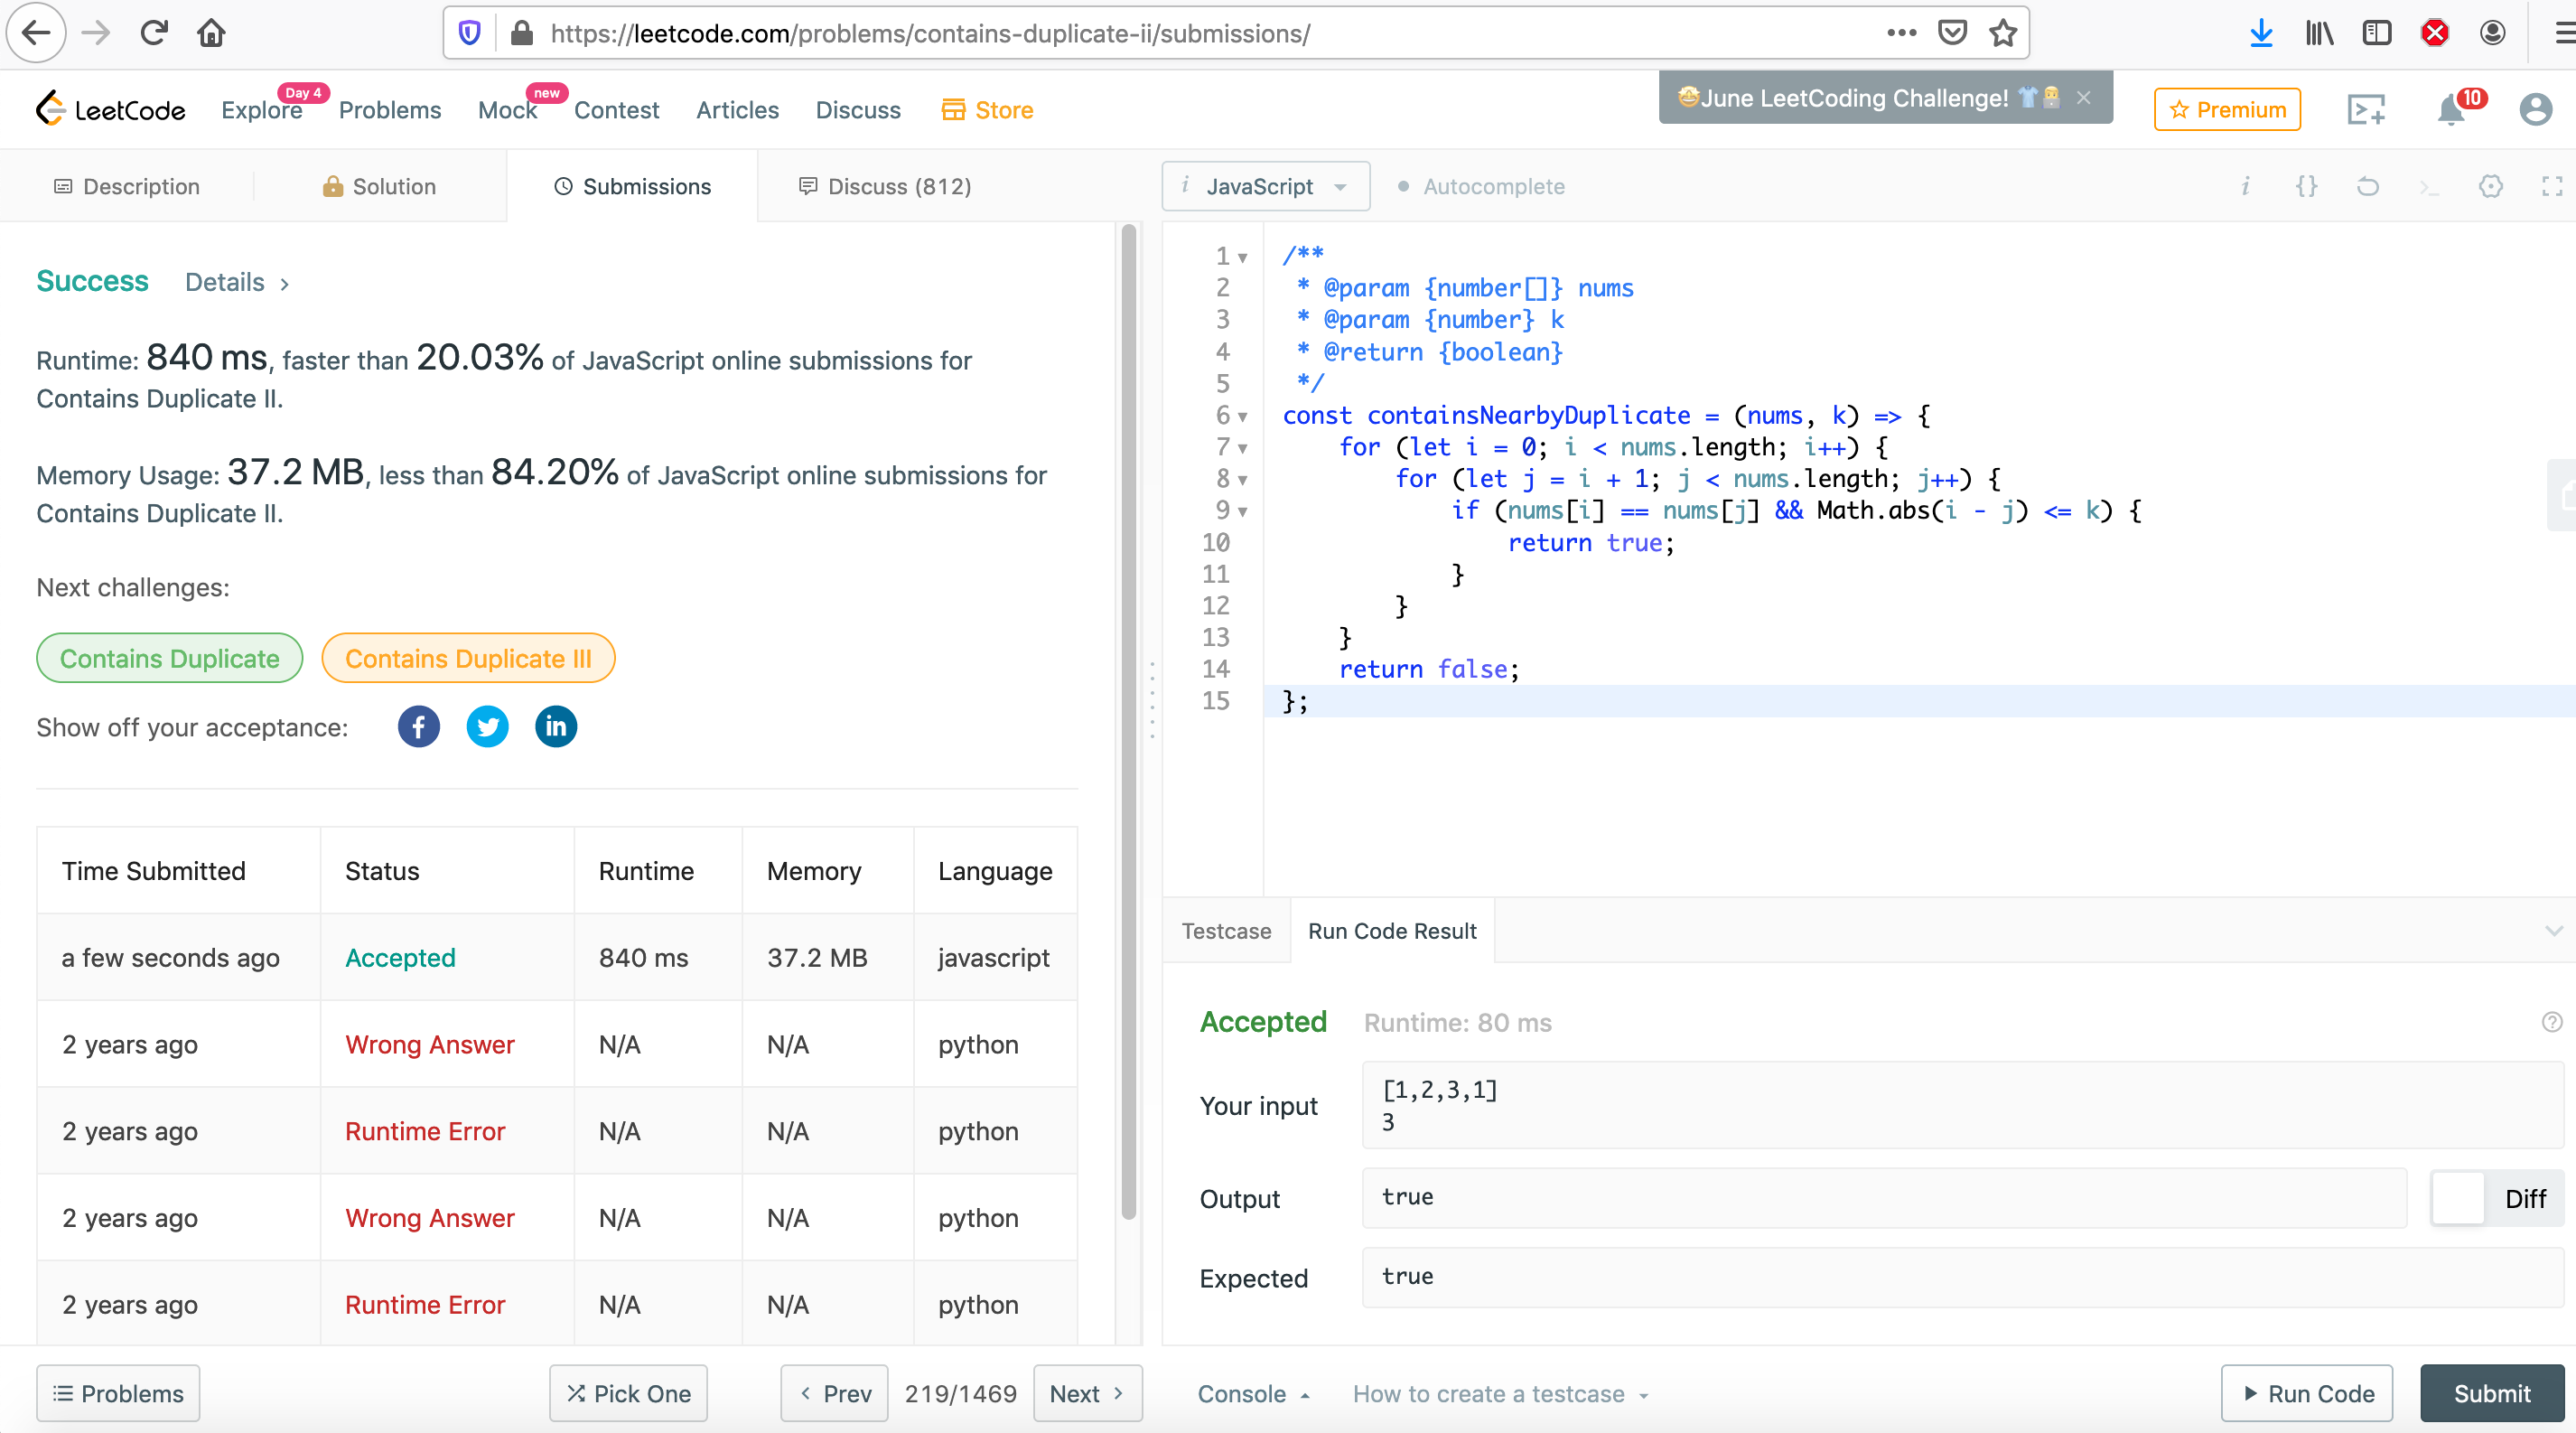 https://leetcode.com/problems/contains-duplicate-ii/submissions/
LeetCode
Explore
Day 4
Problems
Mock
new
Contest
Articles
Discuss
Store
🤩June LeetCoding Challenge!
Premium
10
Description
Solution
Submissions
Discuss (812)
i JavaScript
Autocomplete
i {} >_
Success Details ›
Runtime: 840 ms, faster than 20.03% of JavaScript online submissions for
Contains Duplicate II.
Memory Usage: 37.2 MB, less than 84.20% of JavaScript online submissions for
Contains Duplicate II.
Next challenges:
Contains Duplicate
Contains Duplicate III
Show off your acceptance:
Time Submitted Status Runtime Memory Language
a few seconds ago Accepted 840 ms 37.2 MB javascript
2 years ago Wrong Answer N/A N/A python
2 years ago Runtime Error N/A N/A python
2 years ago Wrong Answer N/A N/A python
2 years ago Runtime Error N/A N/A python
Problems
Pick One
‹ Prev
219/1469
Next ›
1 /**
2  * @param {number[]} nums
3  * @param {number} k
4  * @return {boolean}
5  */
6 const containsNearbyDuplicate = (nums, k) => {
7     for (let i = 0; i < nums.length; i++) {
8         for (let j = i + 1; j < nums.length; j++) {
9             if (nums[i] == nums[j] && Math.abs(i - j) <= k) {
10                 return true;
11             }
12         }
13     }
14     return false;
15 };
Testcase
Run Code Result
Accepted Runtime: 80 ms
Your input
[1,2,3,1]
3
Output
true
Diff
Expected
true
Console
How to create a testcase
Run Code
Submit